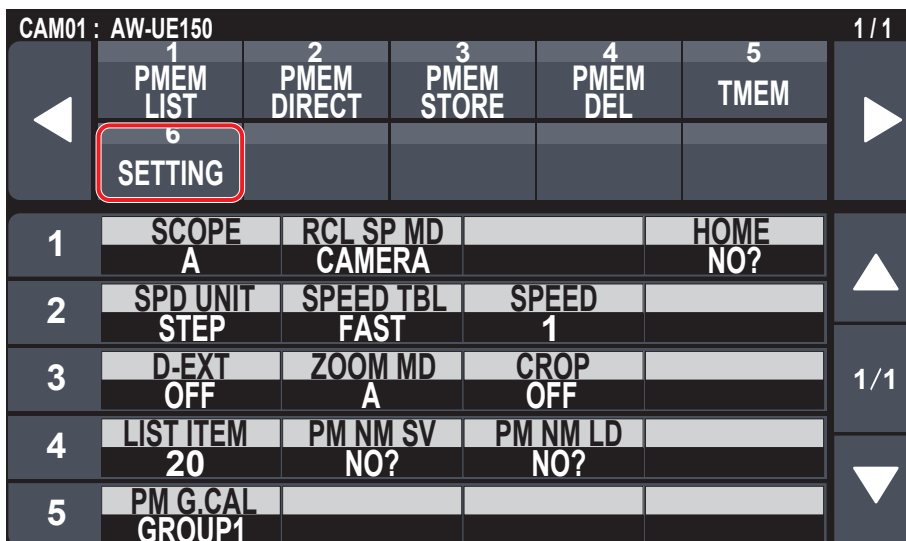 CAM01 : AW-UE150 1 / 1
1 2 3 4 5
PMEM LIST PMEM DIRECT PMEM STORE PMEM DEL TMEM
6
SETTING
1 SCOPE RCL SP MD HOME
A CAMERA NO?
2 SPD UNIT SPEED TBL SPEED
STEP FAST 1
3 D-EXT ZOOM MD CROP 1/1
OFF A OFF
4 LIST ITEM PM NM SV PM NM LD
20 NO? NO?
5 PM G.CAL
GROUP1